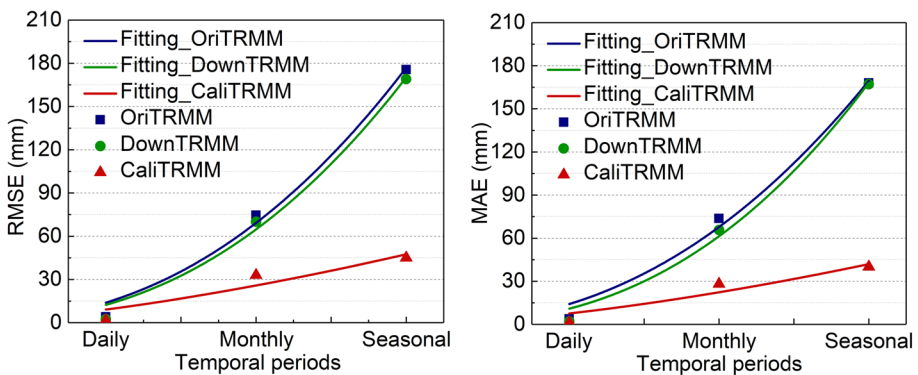 210
180
150
120
90
60
30
0
RMSE (mm)
Fitting_OriTRMM
Fitting_DownTRMM
Fitting_CaliTRMM
OriTRMM
DownTRMM
CaliTRMM
Daily Monthly Seasonal
Temporal periods
210
180
150
120
90
60
30
0
MAE (mm)
Fitting_OriTRMM
Fitting_DownTRMM
Fitting_CaliTRMM
OriTRMM
DownTRMM
CaliTRMM
Daily Monthly Seasonal
Temporal periods